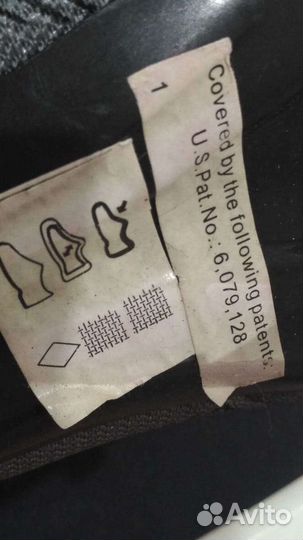 1
Covered by the following patents:
U.S.Pat.No.: 6,079,128
Avito